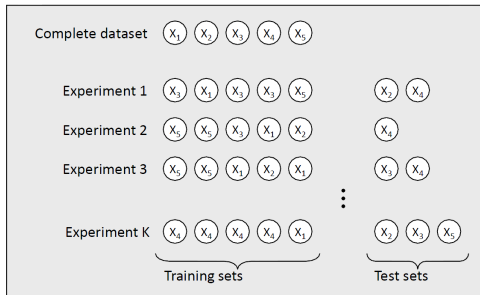 Complete dataset X₁ X₂ X₃ X₄ X₅
Experiment 1 X₃ X₁ X₃ X₃ X₅ X₂ X₄
Experiment 2 X₅ X₅ X₃ X₁ X₂ X₄
Experiment 3 X₅ X₅ X₁ X₂ X₁ X₃ X₄
Experiment K X₄ X₄ X₄ X₄ X₁ X₂ X₃ X₅
Training sets Test sets